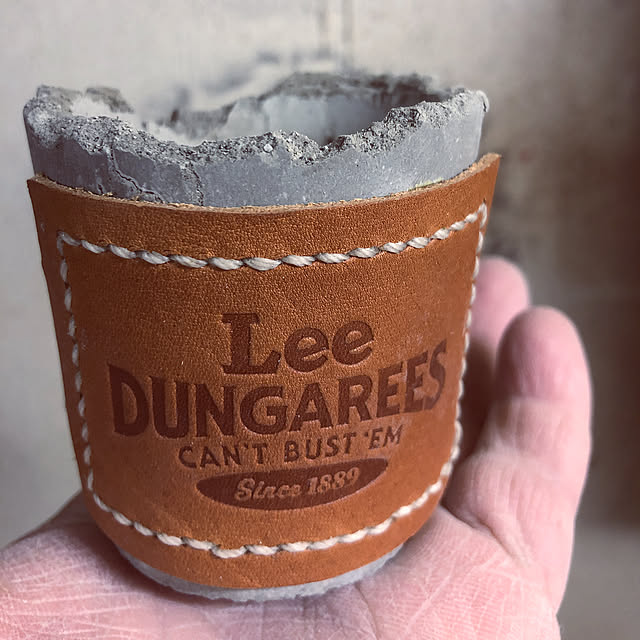 Lee
DUNGAREES
CAN'T BUST 'EM
Since 1889